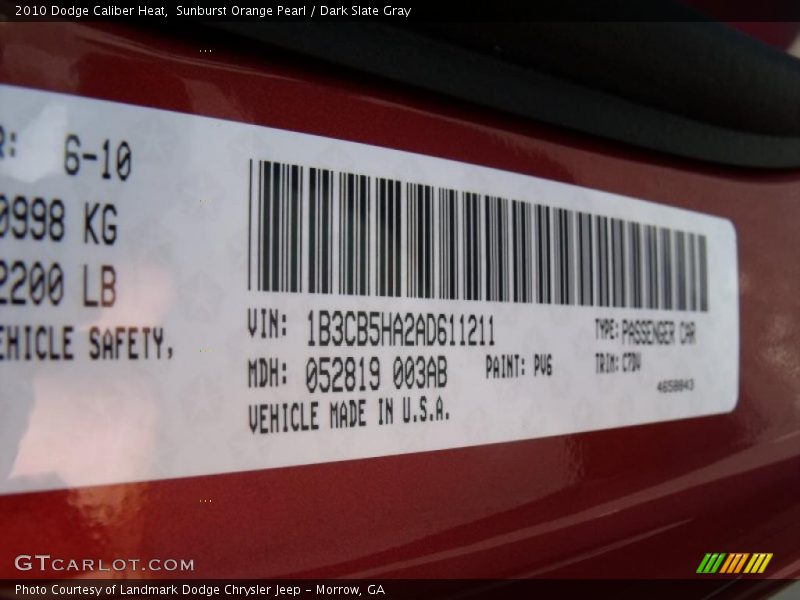 2010 Dodge Caliber Heat, Sunburst Orange Pearl / Dark Slate Gray
R: 6-10
0998 KG
2200 LB
EHICLE SAFETY,
VIN: 1B3CB5HA2AD611211 TYPE: PASSENGER CAR
MDH: 052819 003AB PAINT: PVG TRIM: C7DV
VEHICLE MADE IN U.S.A. 4658843
GTCARLOT.COM
Photo Courtesy of Landmark Dodge Chrysler Jeep - Morrow, GA